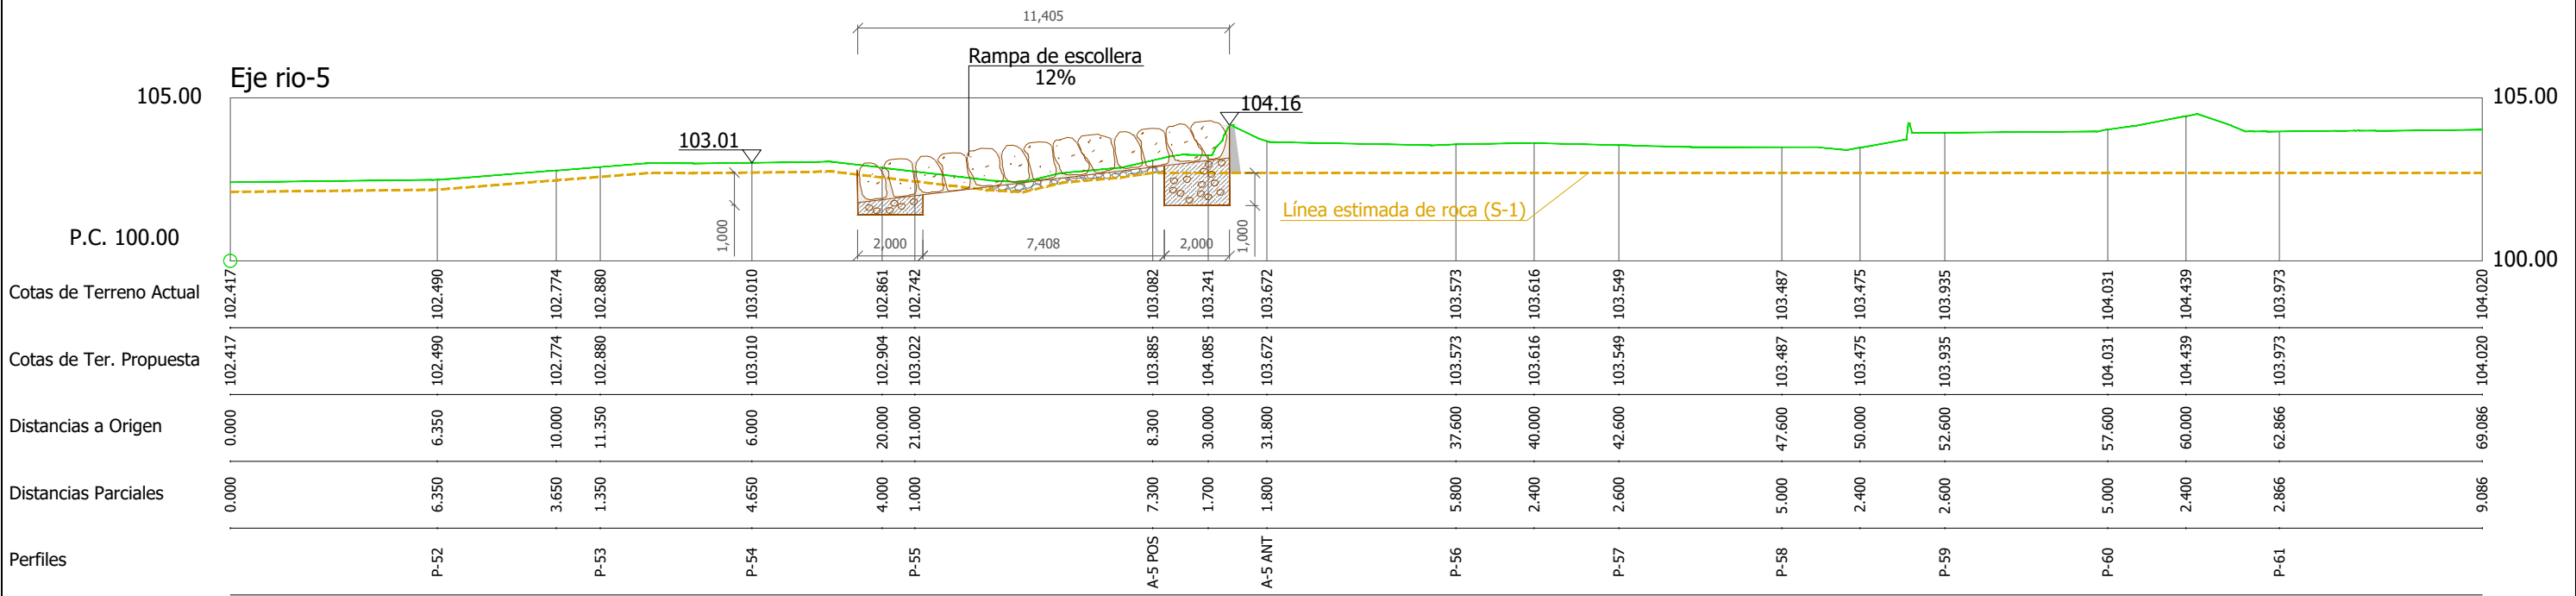 11,405
Rampa de escollera
12%
Eje rio-5
105.00
105.00
104.16
103.01
Línea estimada de roca (S-1)
1,000
2,000
7,408
2,000
1,000
P.C. 100.00
100.00
Cotas de Terreno Actual 102.417 102.490 102.774 102.880 103.010 102.861 102.742 103.082 103.241 103.672 103.573 103.616 103.549 103.487 103.475 103.935 104.031 104.439 103.973 104.020
Cotas de Ter. Propuesta 102.417 102.490 102.774 102.880 103.010 102.904 103.022 103.885 104.085 103.672 103.573 103.616 103.549 103.487 103.475 103.935 104.031 104.439 103.973 104.020
Distancias a Origen 0.000 6.350 10.000 11.350 6.000 20.000 21.000 8.300 30.000 31.800 37.600 40.000 42.600 47.600 50.000 52.600 57.600 60.000 62.866 69.086
Distancias Parciales 0.000 6.350 3.650 1.350 4.650 4.000 1.000 7.300 1.700 1.800 5.800 2.400 2.600 5.000 2.400 2.600 5.000 2.400 2.866 9.086
Perfiles P-52 P-53 P-54 P-55 A-5 POS A-5 ANT P-56 P-57 P-58 P-59 P-60 P-61